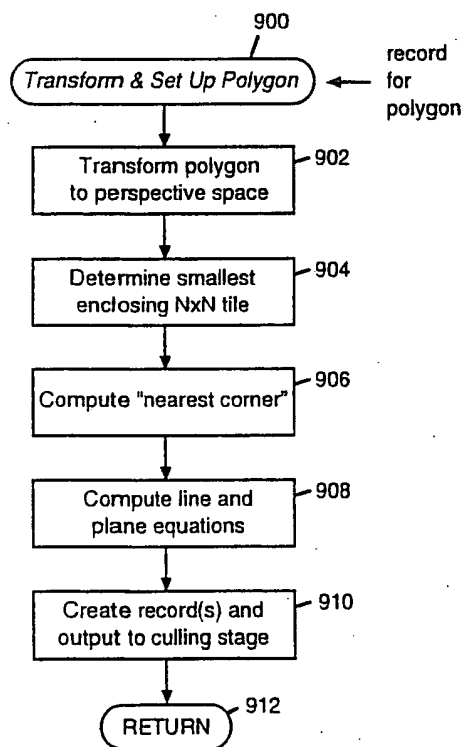 900
Transform & Set Up Polygon
record
for
polygon
902
Transform polygon
to perspective space
904
Determine smallest
enclosing NxN tile
906
Compute "nearest corner"
908
Compute line and
plane equations
910
Create record(s) and
output to culling stage
912
RETURN